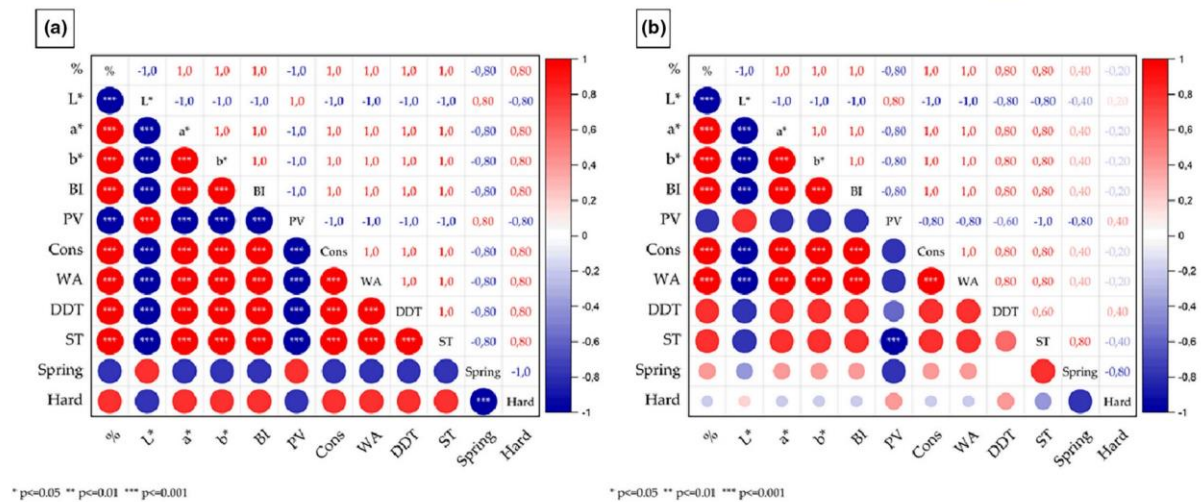 (a)
% % -1,0 1,0 1,0 1,0 -1,0 1,0 1,0 1,0 1,0 -0,80 0,80
L* *** L* -1,0 -1,0 -1,0 1,0 -1,0 -1,0 -1,0 -1,0 0,80 -0,80
a* *** *** a* 1,0 1,0 -1,0 1,0 1,0 1,0 1,0 -0,80 0,80
b* *** *** *** b* 1,0 -1,0 1,0 1,0 1,0 1,0 -0,80 0,80
BI *** *** *** *** BI -1,0 1,0 1,0 1,0 1,0 -0,80 0,80
PV *** *** *** *** *** PV -1,0 -1,0 -1,0 -1,0 0,80 -0,80
Cons *** *** *** *** *** *** Cons 1,0 1,0 1,0 -0,80 0,80
WA *** *** *** *** *** *** *** WA 1,0 1,0 -0,80 0,80
DDT *** *** *** *** *** *** *** *** DDT 1,0 -0,80 0,80
ST *** *** *** *** *** *** *** *** *** ST -0,80 0,80
Spring Spring -1,0
Hard *** Hard
% L* a* b* BI PV Cons WA DDT ST Spring Hard
1
0,8
0,6
0,4
0,2
0
-0,2
-0,4
-0,6
-0,8
-1
* p<=0.05 ** p<=0.01 *** p<=0.001
(b)
% % -1,0 1,0 1,0 1,0 -0,80 1,0 1,0 0,80 0,80 0,40 -0,20
L* *** L* -1,0 -1,0 -1,0 0,80 -1,0 -1,0 -0,80 -0,80 -0,40 0,20
a* *** *** a* 1,0 1,0 -0,80 1,0 1,0 0,80 0,80 0,40 -0,20
b* *** *** *** b* 1,0 -0,80 1,0 1,0 0,80 0,80 0,40 -0,20
BI *** *** *** *** BI -0,80 1,0 1,0 0,80 0,80 0,40 -0,20
PV PV -0,80 -0,80 -0,60 -1,0 -0,80 0,40
Cons *** *** *** *** *** Cons 1,0 0,80 0,80 0,40 -0,20
WA *** *** *** *** *** *** WA 0,80 0,80 0,40 -0,20
DDT DDT 0,60 0,40
ST *** ST 0,80 -0,40
Spring Spring -0,80
Hard Hard
% L* a* b* BI PV Cons WA DDT ST Spring Hard
1
0,8
0,6
0,4
0,2
0
-0,2
-0,4
-0,6
-0,8
-1
* p<=0.05 ** p<=0.01 *** p<=0.001